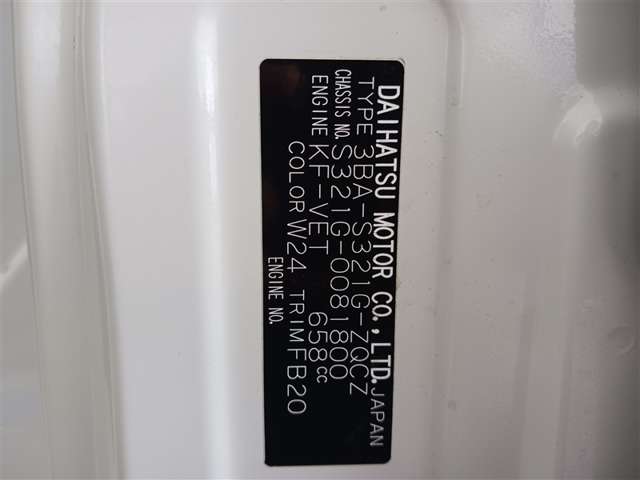 DAIHATSU MOTOR CO., LTD. JAPAN
TYPE 3BA-S321G-ZQCZ
CHASSIS NO. S321G-0081800
ENGINE KF-VET 658cc
COLOR W24 TRIM FB20
ENGINE NO.